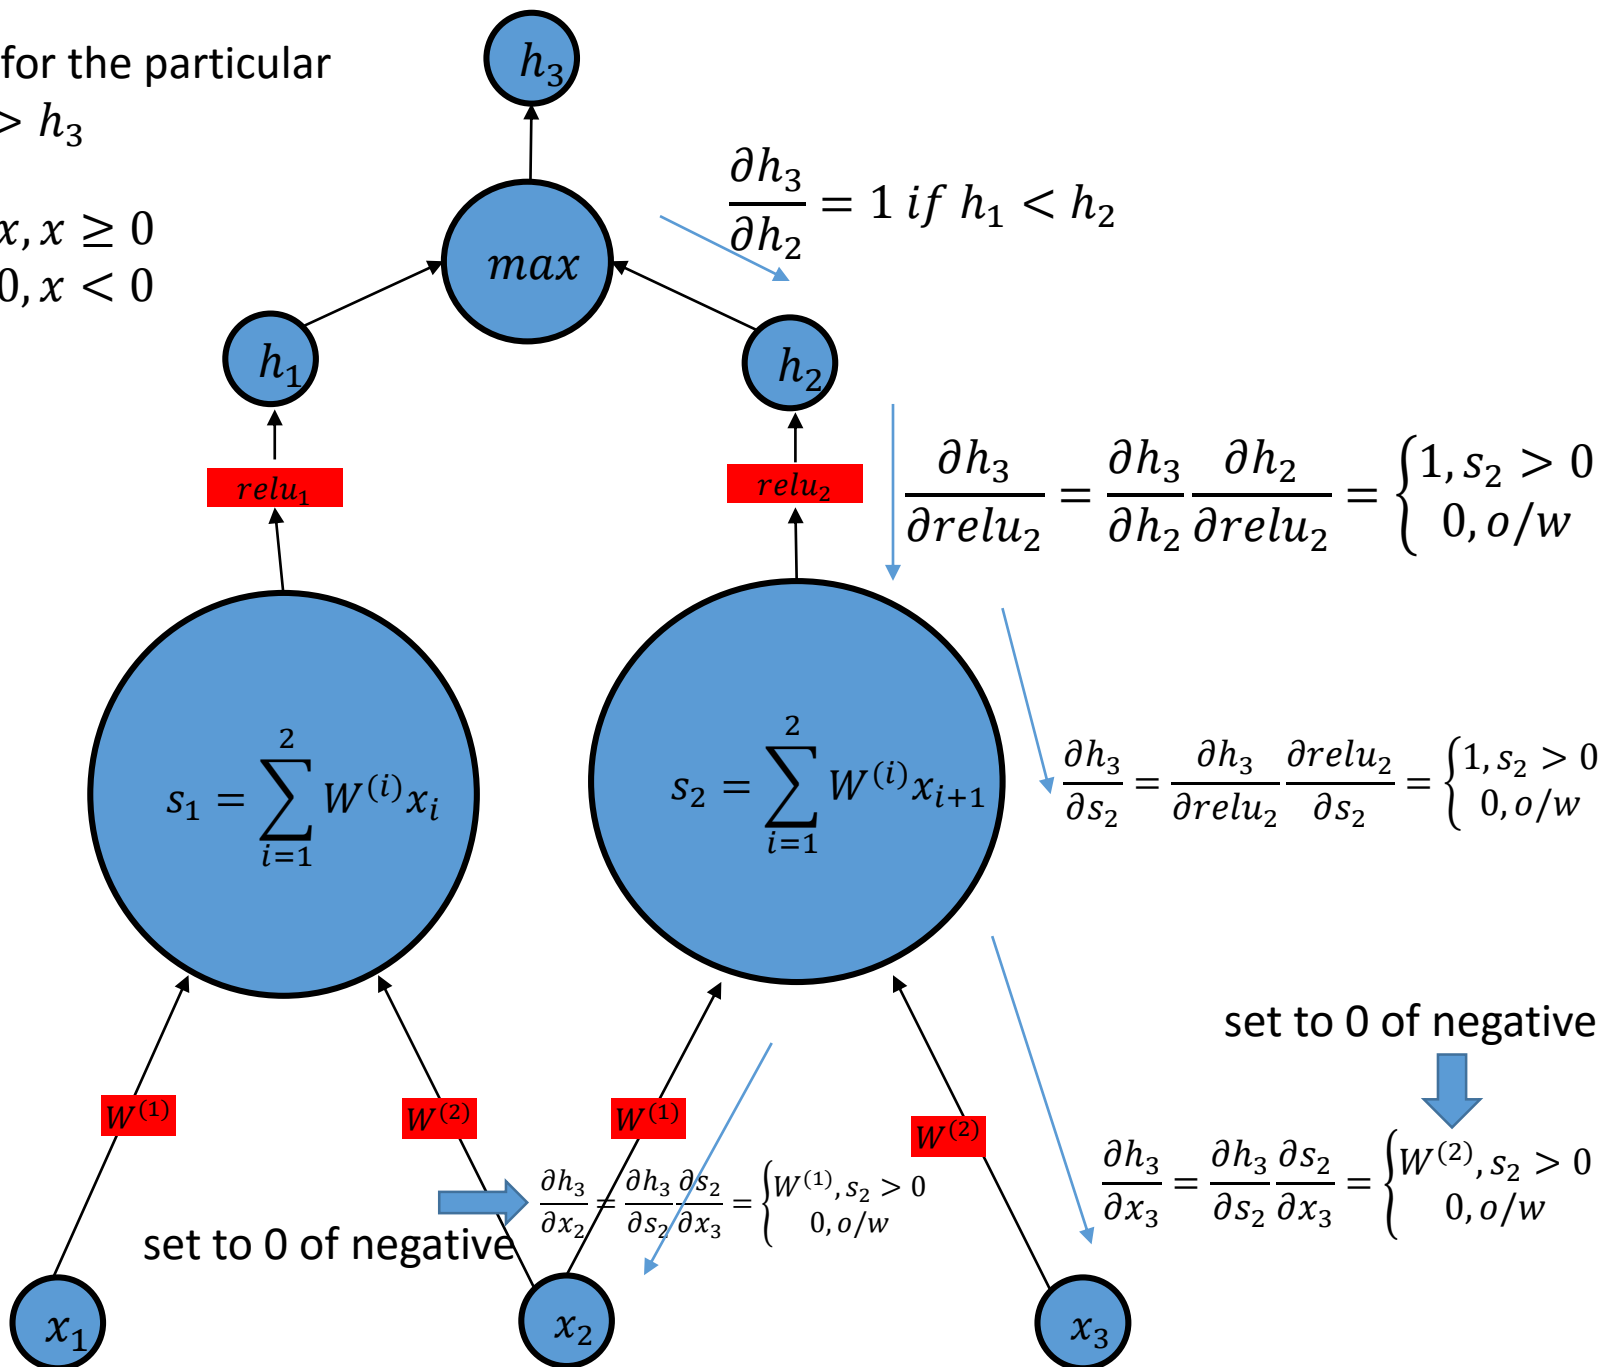 for the particular
> h₃
x, x ≥ 0
0, x < 0
h₃
max
∂h₃/∂h₂ = 1 if h₁ < h₂
h₁
h₂
relu₁
relu₂
∂h₃/∂relu₂ = ∂h₃/∂h₂ ∂h₂/∂relu₂ = {1, s₂ > 0
0, o/w
s₁ = ∑_{i=1}^{2} W⁽ⁱ⁾xᵢ
s₂ = ∑_{i=1}^{2} W⁽ⁱ⁾xᵢ₊₁
∂h₃/∂s₂ = ∂h₃/∂relu₂ ∂relu₂/∂s₂ = {1, s₂ > 0
0, o/w
set to 0 of negative
W⁽¹⁾
W⁽²⁾
W⁽¹⁾
W⁽²⁾
∂h₃/∂x₂ = ∂h₃/∂s₂ ∂s₂/∂x₃ = {W⁽¹⁾, s₂ > 0
0, o/w
∂h₃/∂x₃ = ∂h₃/∂s₂ ∂s₂/∂x₃ = {W⁽²⁾, s₂ > 0
0, o/w
set to 0 of negative
x₁
x₂
x₃